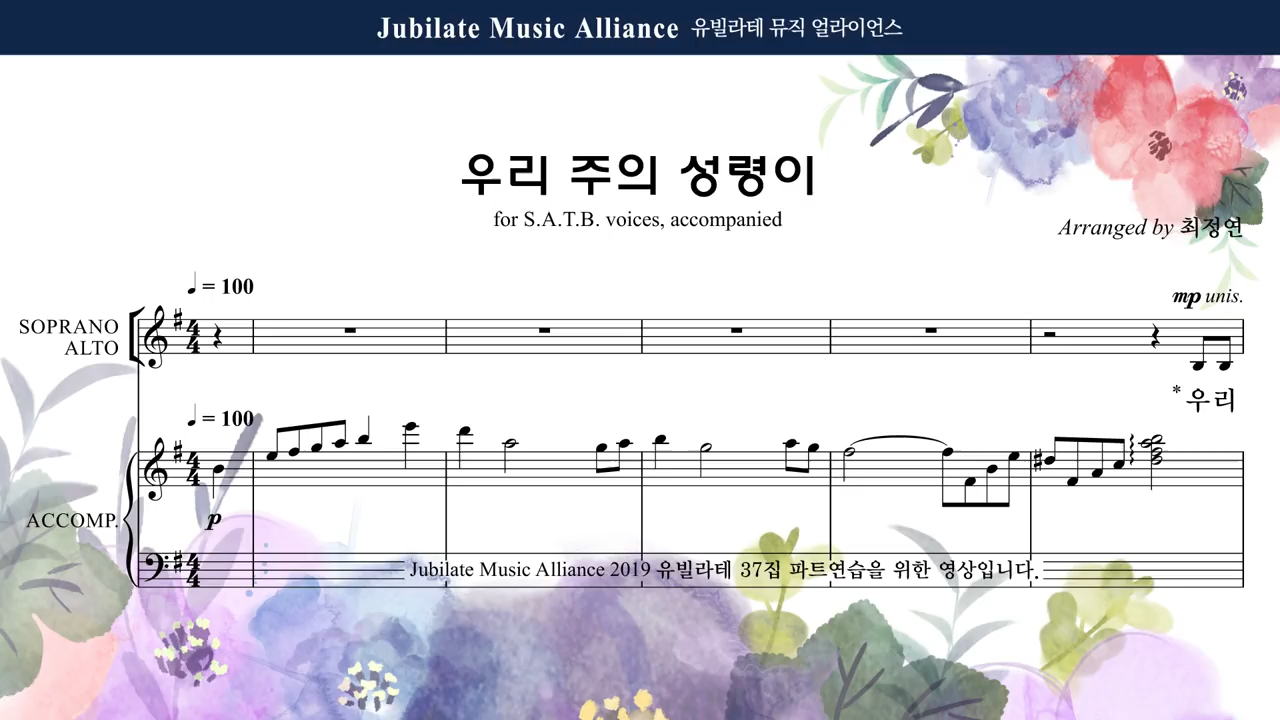 Jubilate Music Alliance 유빌라테 뮤직 얼라이언스
우리 주의 성령이
for S.A.T.B. voices, accompanied
Arranged by 최정연
♩ = 100
mp unis.
SOPRANO
ALTO
* 우리
♩ = 100
ACCOMP.
p
Jubilate Music Alliance 2019 유빌라테 37집 파트연습을 위한 영상입니다.